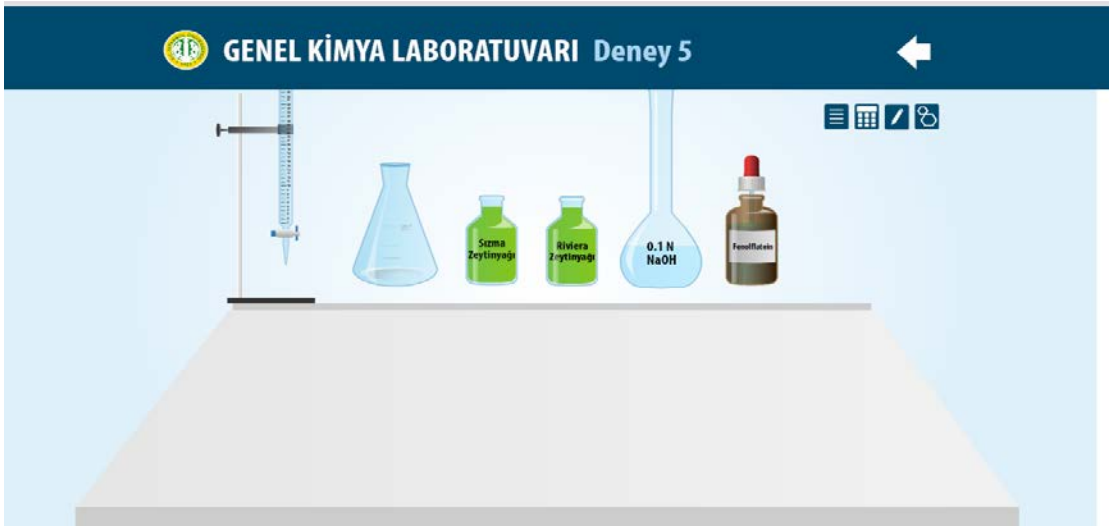 GENEL KİMYA LABORATUVARI Deney 5
Sızma
Zeytinyağı
Riviera
Zeytinyağı
0.1 N
NaOH
Fenolftalein